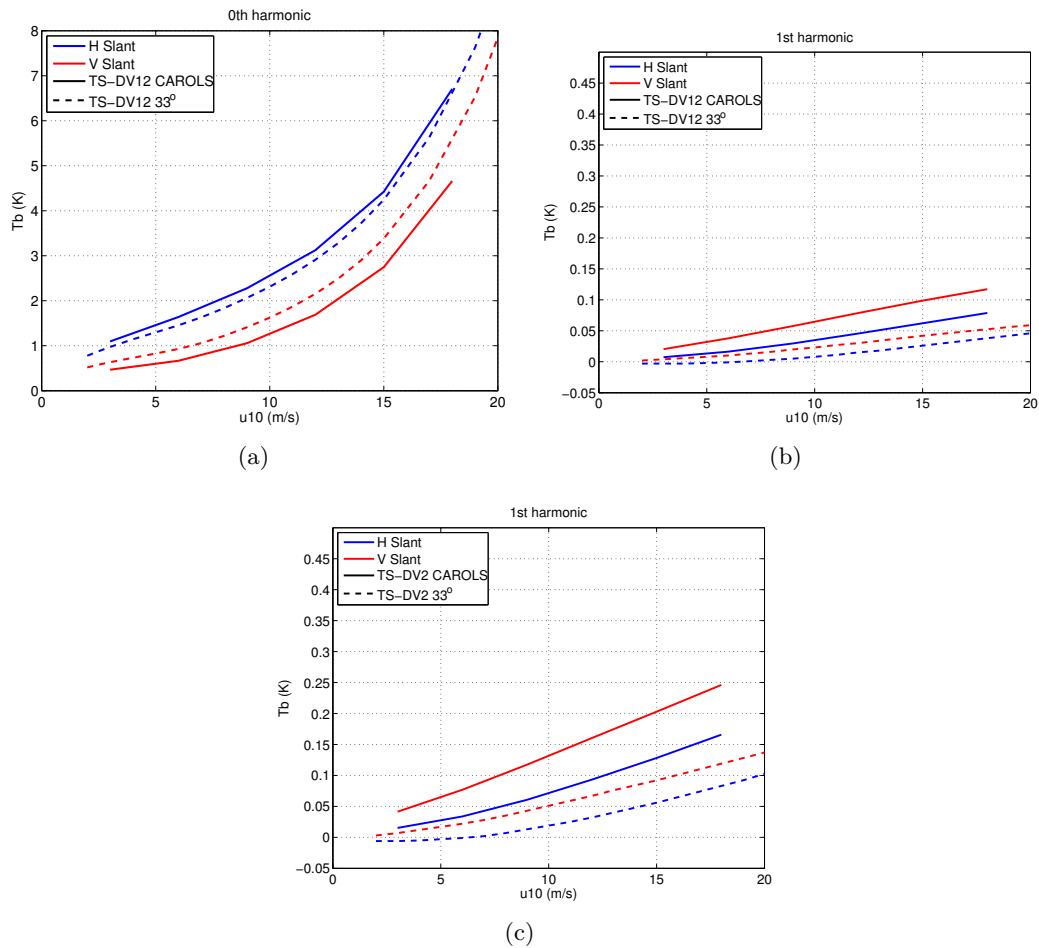 0th harmonic
8
7
6
5
4
3
2
1
0
Tb (K)
H Slant
V Slant
TS−DV12 CAROLS
TS−DV12 33°
0 5 10 15 20
u10 (m/s)
(a)
1st harmonic
0.45
0.4
0.35
0.3
0.25
0.2
0.15
0.1
0.05
0
−0.05
Tb (K)
H Slant
V Slant
TS−DV12 CAROLS
TS−DV12 33°
0 5 10 15 20
u10 (m/s)
(b)
1st harmonic
0.45
0.4
0.35
0.3
0.25
0.2
0.15
0.1
0.05
0
−0.05
Tb (K)
H Slant
V Slant
TS−DV2 CAROLS
TS−DV2 33°
0 5 10 15 20
u10 (m/s)
(c)